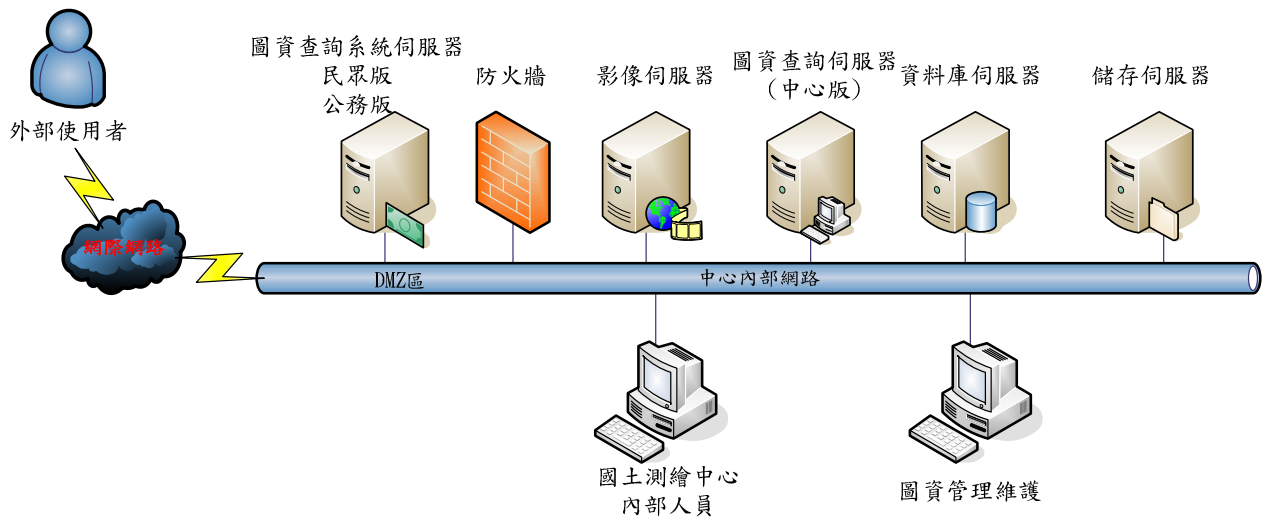 圖資查詢系統伺服器
民眾版
公務版
防火牆
影像伺服器
圖資查詢伺服器
(中心版)
資料庫伺服器
儲存伺服器
外部使用者
網際網路
DMZ區
中心內部網路
國土測繪中心
內部人員
圖資管理維護